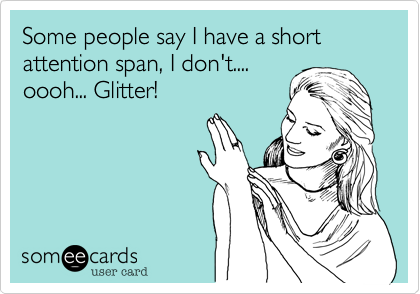 Some people say I have a short
attention span, I don't....
oooh... Glitter!
someecards
user card